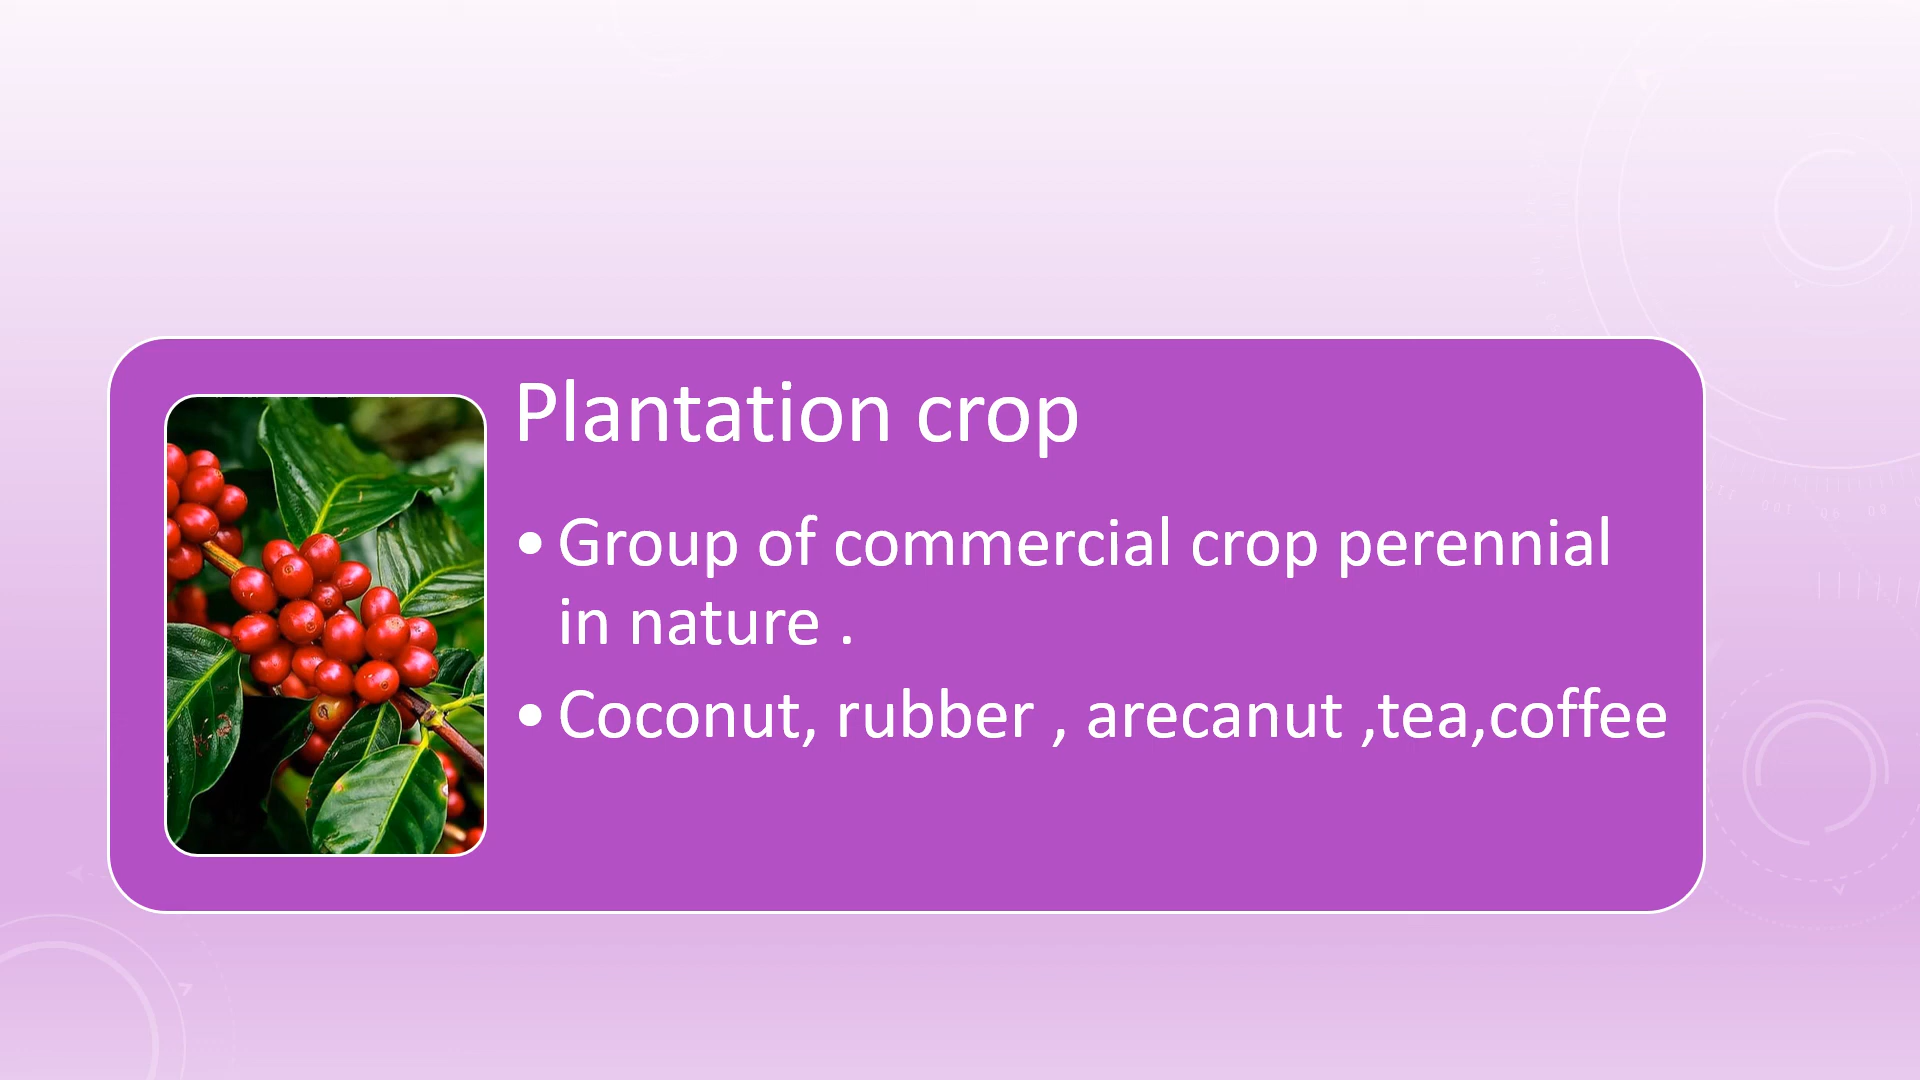 Plantation crop
•Group of commercial crop perennial
in nature .
•Coconut, rubber , arecanut ,tea,coffee